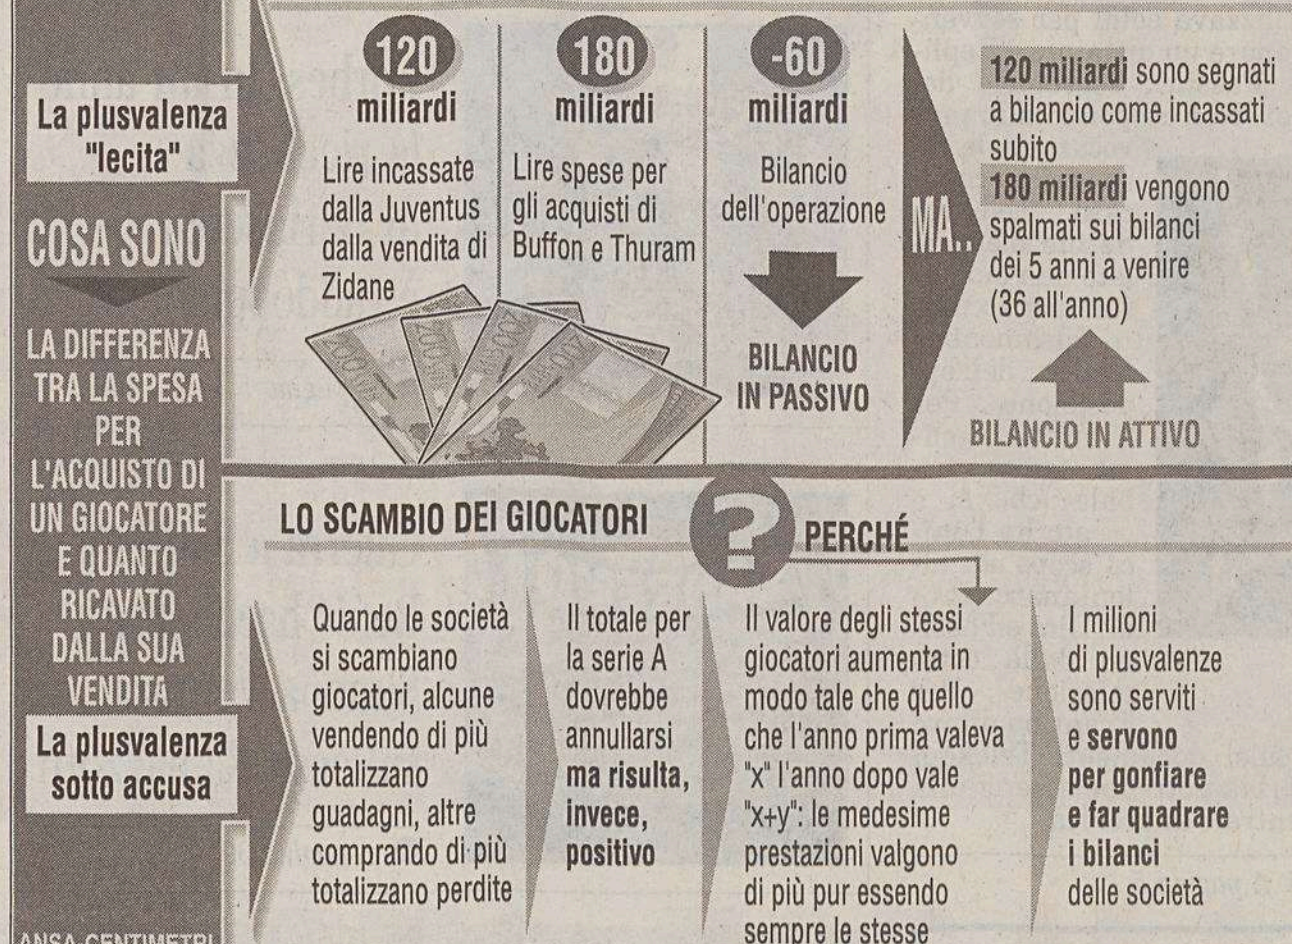 La plusvalenza
"lecita"
COSA SONO
LA DIFFERENZA
TRA LA SPESA
PER
L'ACQUISTO DI
UN GIOCATORE
E QUANTO
RICAVATO
DALLA SUA
VENDITA
La plusvalenza
sotto accusa
ANSA-CENTIMETRI
120
miliardi
Lire incassate
dalla Juventus
dalla vendita di
Zidane
180
miliardi
Lire spese per
gli acquisti di
Buffon e Thuram
-60
miliardi
Bilancio
dell'operazione
BILANCIO
IN PASSIVO
MA..
120 miliardi sono segnati
a bilancio come incassati
subito
180 miliardi vengono
spalmati sui bilanci
dei 5 anni a venire
(36 all'anno)
BILANCIO IN ATTIVO
200
200
200
200
LO SCAMBIO DEI GIOCATORI
? PERCHÉ
Quando le società
si scambiano
giocatori, alcune
vendendo di più
totalizzano
guadagni, altre
comprando di più
totalizzano perdite
Il totale per
la serie A
dovrebbe
annullarsi
ma risulta,
invece,
positivo
Il valore degli stessi
giocatori aumenta in
modo tale che quello
che l'anno prima valeva
"x" l'anno dopo vale
"x+y": le medesime
prestazioni valgono
di più pur essendo
sempre le stesse
I milioni
di plusvalenze
sono serviti
e servono
per gonfiare
e far quadrare
i bilanci
delle società